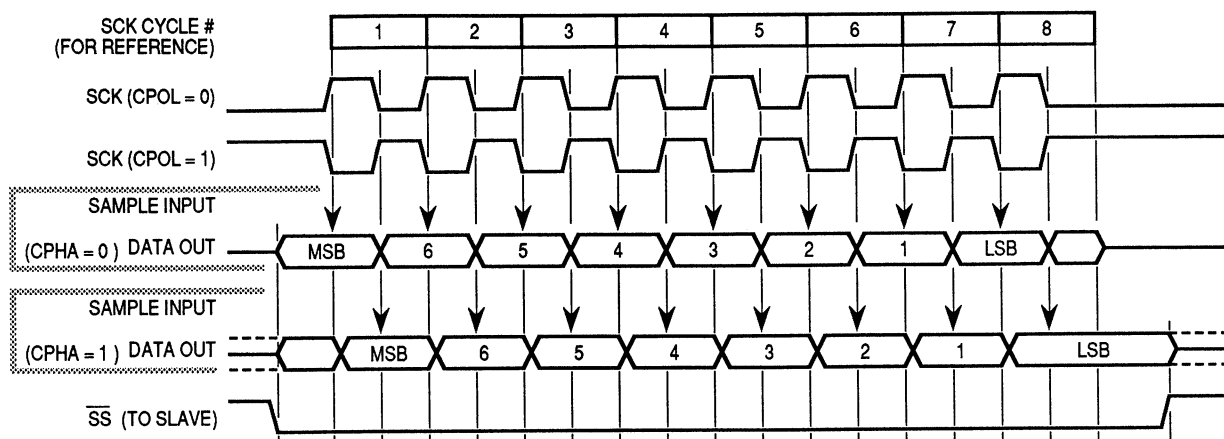 SCK CYCLE # 1 2 3 4 5 6 7 8
(FOR REFERENCE)
SCK (CPOL = 0)
SCK (CPOL = 1)
SAMPLE INPUT
(CPHA = 0) DATA OUT MSB 6 5 4 3 2 1 LSB
SAMPLE INPUT
(CPHA = 1) DATA OUT MSB 6 5 4 3 2 1 LSB
SS (TO SLAVE)